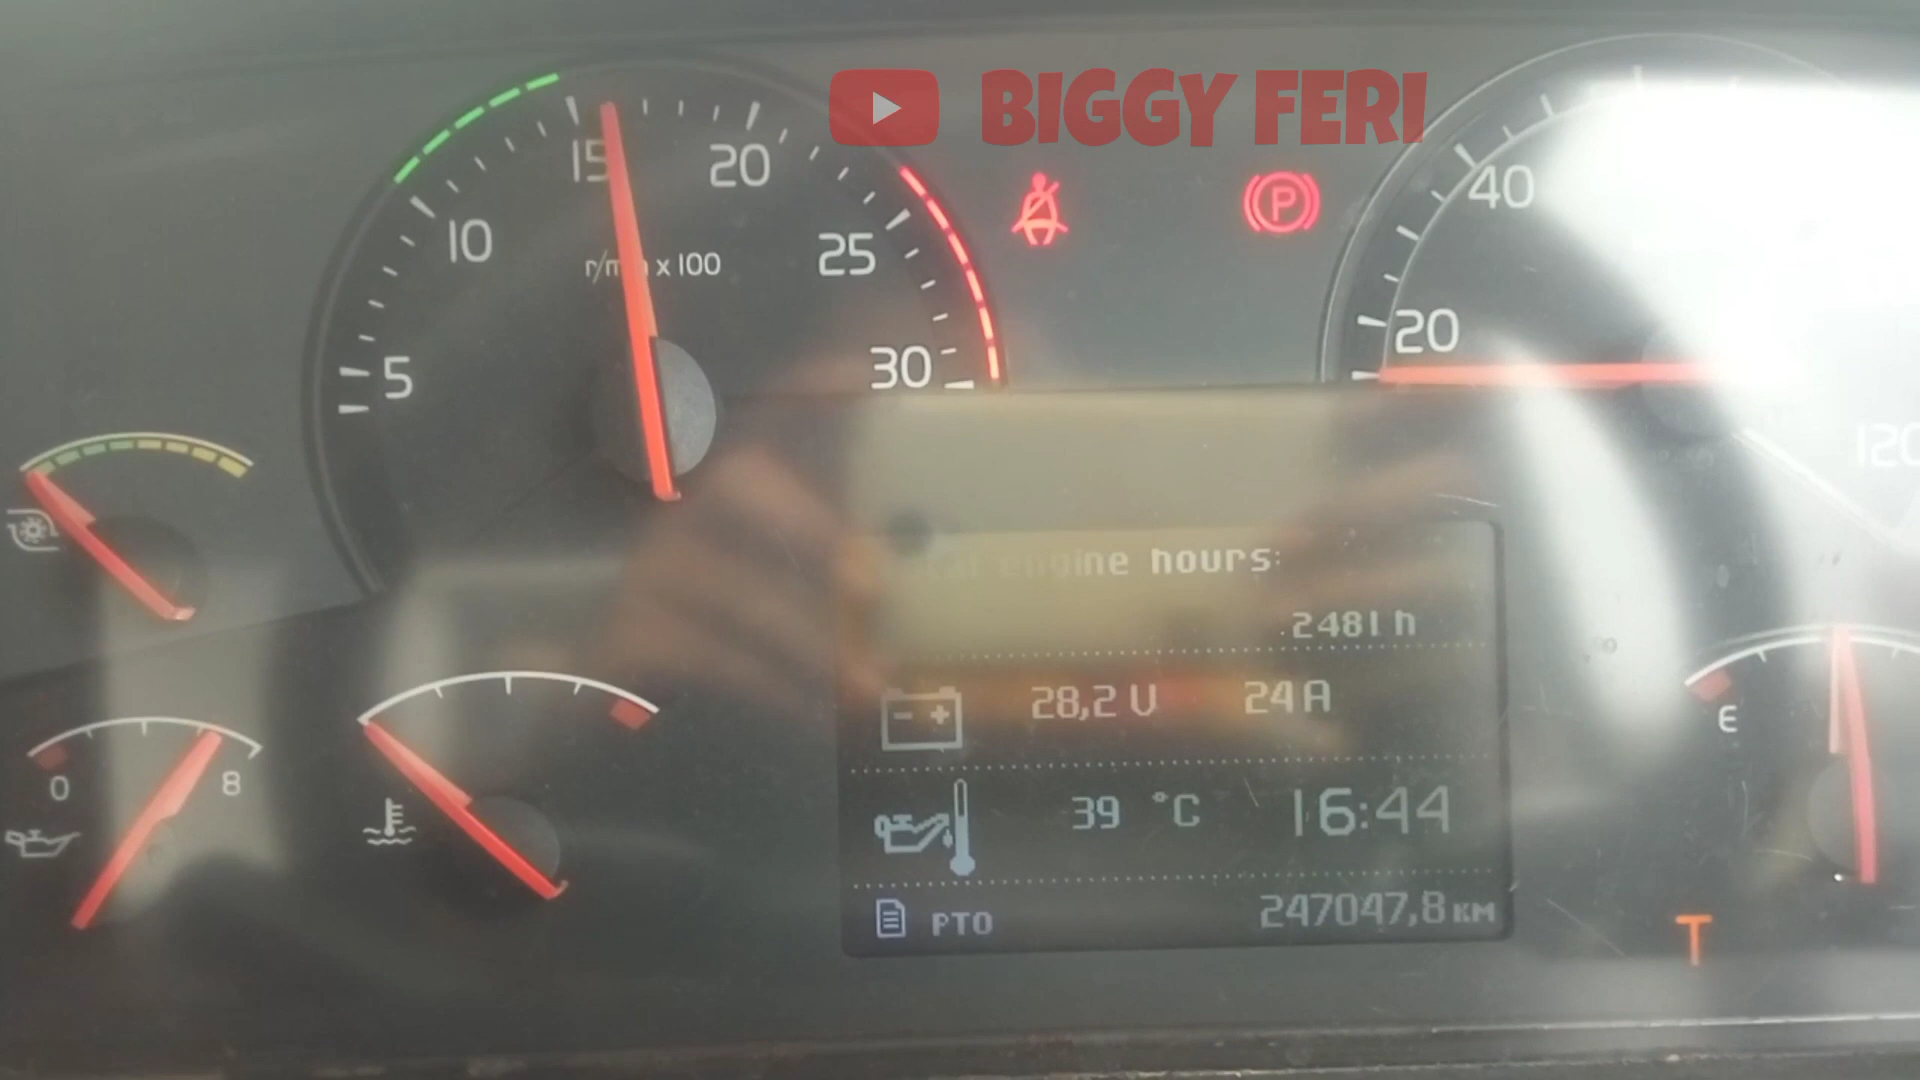 BIGGY FERI
15
20
10
25
5
30
r/min x 100
P
40
20
120
engine hours:
2481 h
28,2 V 24 A
39 °C 16:44
PTO 247047,8 KM
0
8
E
T